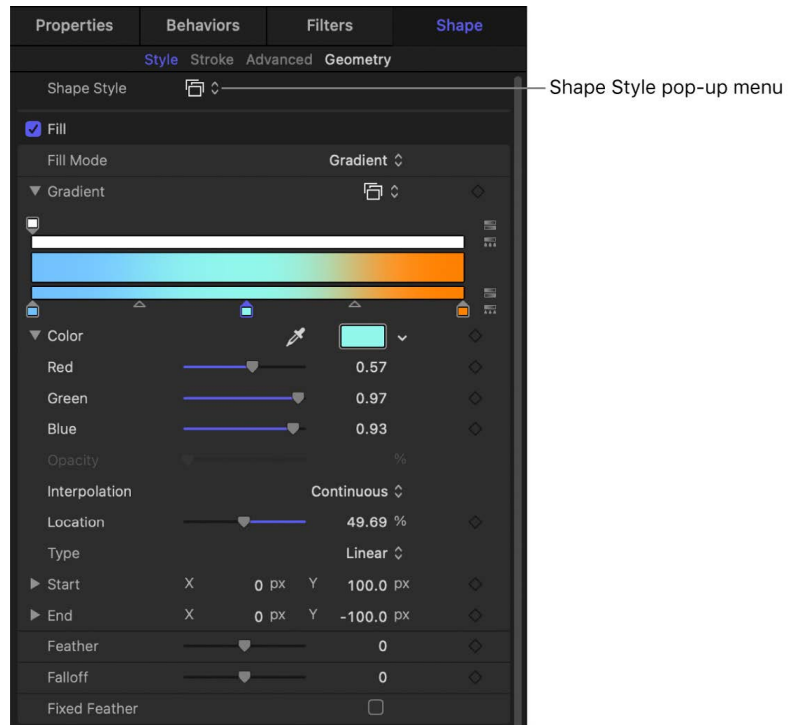 Properties Behaviors Filters Shape
Style Stroke Advanced Geometry
Shape Style
Shape Style pop-up menu
Fill
Fill Mode Gradient
Gradient
Color
Red 0.57
Green 0.97
Blue 0.93
Opacity %
Interpolation Continuous
Location 49.69 %
Type Linear
Start X 0 px Y 100.0 px
End X 0 px Y -100.0 px
Feather 0
Falloff 0
Fixed Feather